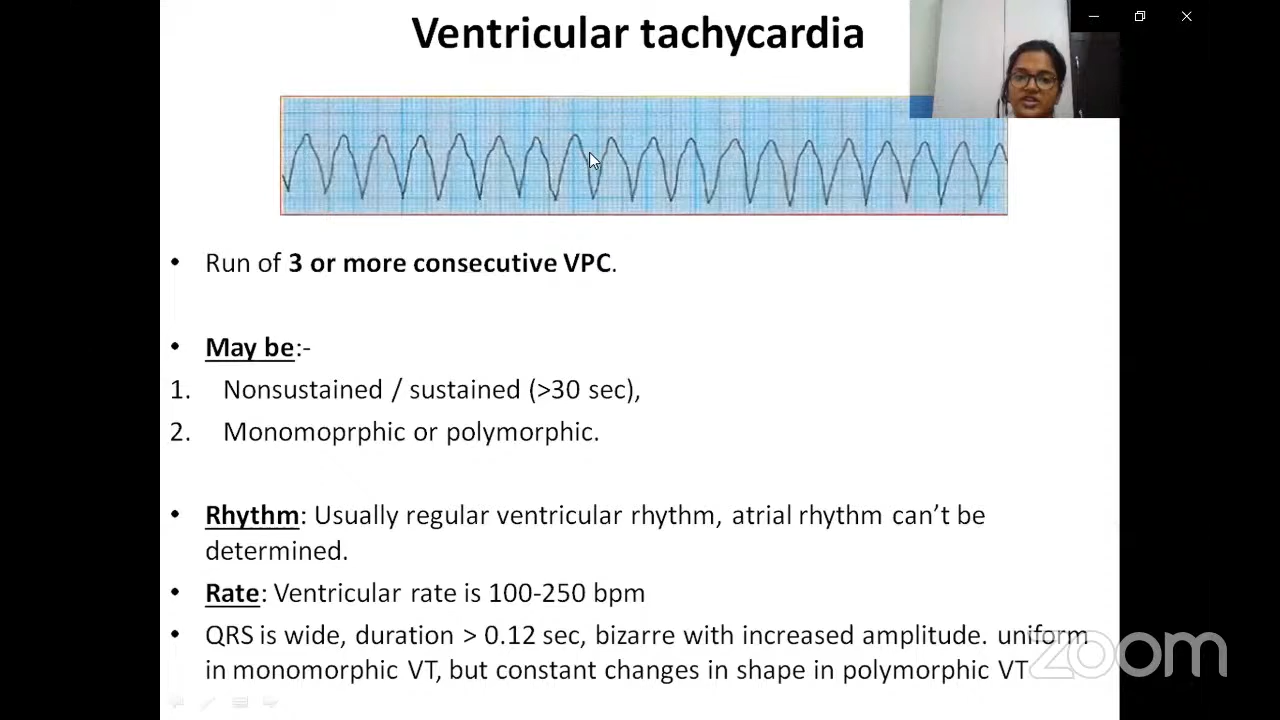 Ventricular tachycardia
• Run of 3 or more consecutive VPC.
• May be:-
1. Nonsustained / sustained (>30 sec),
2. Monomoprphic or polymorphic.
• Rhythm: Usually regular ventricular rhythm, atrial rhythm can’t be
determined.
• Rate: Ventricular rate is 100-250 bpm
• QRS is wide, duration > 0.12 sec, bizarre with increased amplitude. uniform
in monomorphic VT, but constant changes in shape in polymorphic VT
zoom